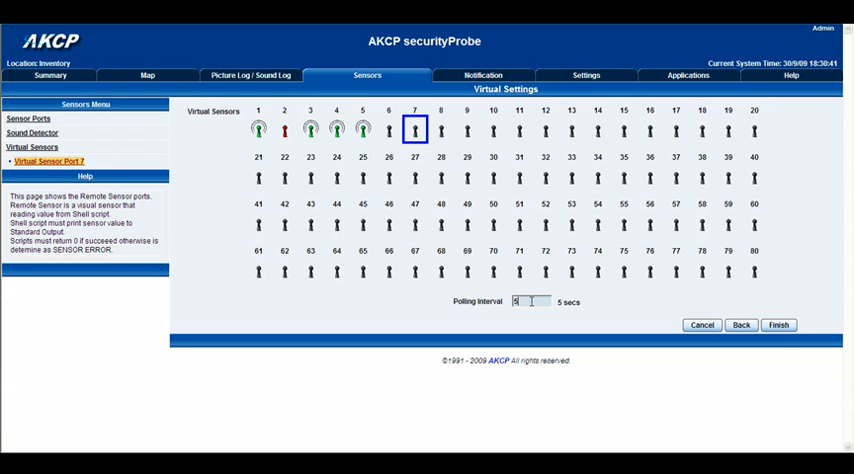 Admin
AKCP
AKCP securityProbe
Location: Inventory
Current System Time: 30/9/09 18:30:41
Summary Map Picture Log / Sound Log Sensors Notification Settings Applications Help
Sensors Menu
Sensor Ports
Sound Detector
Virtual Sensors
Virtual Sensor Port 7
Help
This page shows the Remote Sensor ports.
Remote Sensor is a visual sensor that
reading value from Shell script.
Shell script must print sensor value to
Standard Output.
Scripts must return 0 if succeed otherwise is
detemine as SENSOR ERROR.
Virtual Settings
Virtual Sensors 1 2 3 4 5 6 7 8 9 10 11 12 13 14 15 16 17 18 19 20
21 22 23 24 25 26 27 28 29 30 31 32 33 34 35 36 37 38 39 40
41 42 43 44 45 46 47 48 49 50 51 52 53 54 55 56 57 58 59 60
61 62 63 64 65 66 67 68 69 70 71 72 73 74 75 76 77 78 79 80
Polling Interval 5 5 secs
Cancel Back Finish
©1991 - 2009 AKCP All rights reserved.